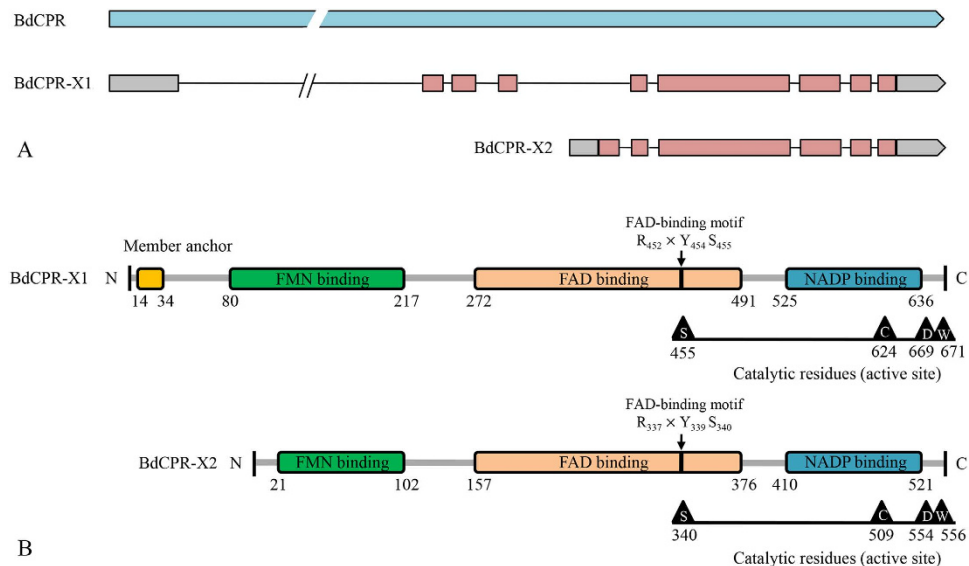 BdCPR
BdCPR-X1
A
BdCPR-X2
FAD-binding motif
R452 × Y454 S455
Member anchor
BdCPR-X1 N FMN binding FAD binding NADP binding C
14 34 80 217 272 491 525 636
S C D W
455 624 669 671
Catalytic residues (active site)
FAD-binding motif
R337 × Y339 S340
BdCPR-X2 N FMN binding FAD binding NADP binding C
21 102 157 376 410 521
S C D W
340 509 554 556
B
Catalytic residues (active site)